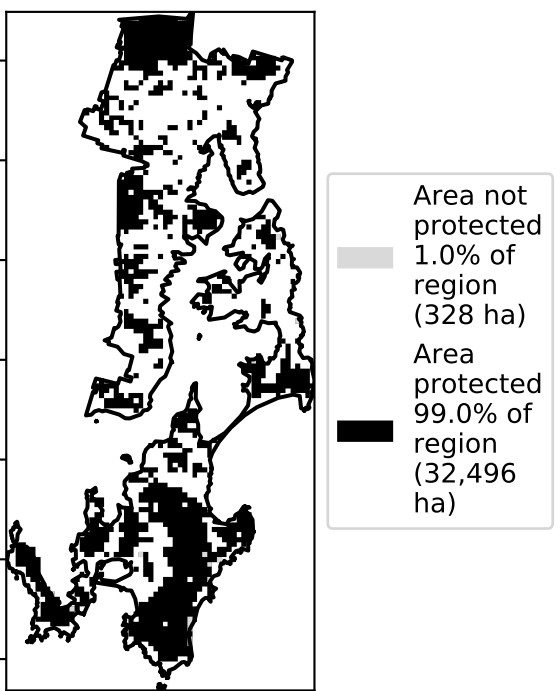 Area not
protected
1.0% of
region
(328 ha)
Area
protected
99.0% of
region
(32,496
ha)